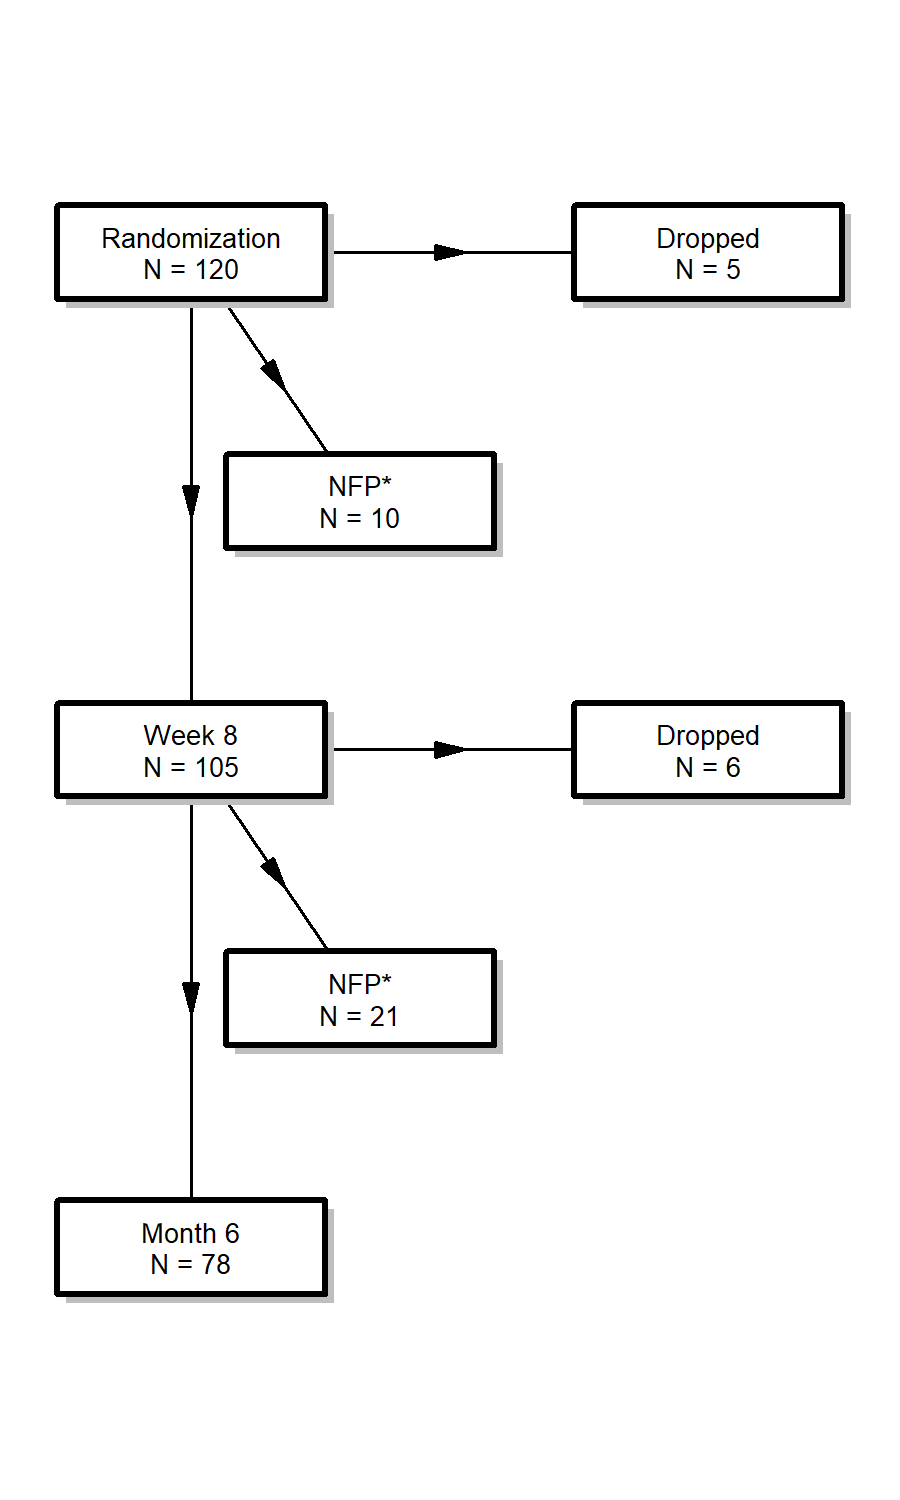 Randomization
N = 120
Dropped
N = 5
NFP*
N = 10
Week 8
N = 105
Dropped
N = 6
NFP*
N = 21
Month 6
N = 78